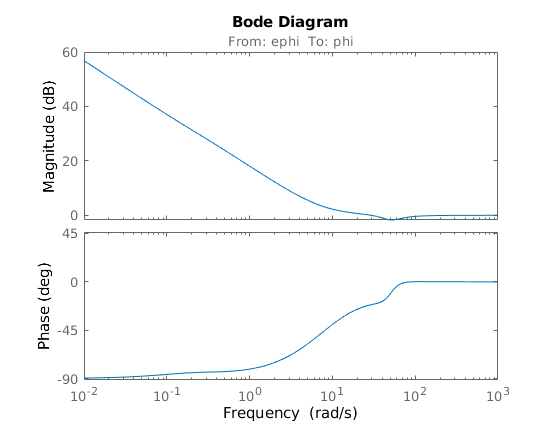 Bode Diagram
From: ephi To: phi
Magnitude (dB)
60
40
20
0
Phase (deg)
45
0
-45
-90
10^-2
10^-1
10^0
10^1
10^2
10^3
Frequency (rad/s)